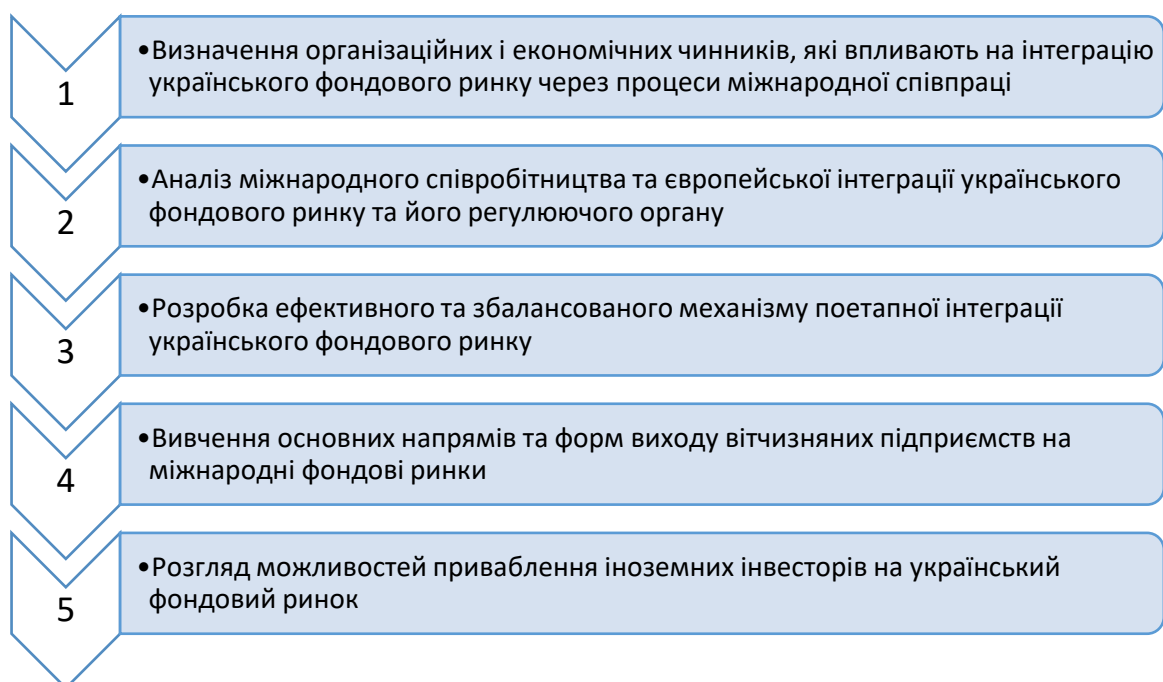 1
•Визначення організаційних і економічних чинників, які впливають на інтеграцію
українського фондового ринку через процеси міжнародної співпраці
2
•Аналіз міжнародного співробітництва та європейської інтеграції українського
фондового ринку та його регулюючого органу
3
•Розробка ефективного та збалансованого механізму поетапної інтеграції
українського фондового ринку
4
•Вивчення основних напрямів та форм виходу вітчизняних підприємств на
міжнародні фондові ринки
5
•Розгляд можливостей приваблення іноземних інвесторів на український
фондовий ринок